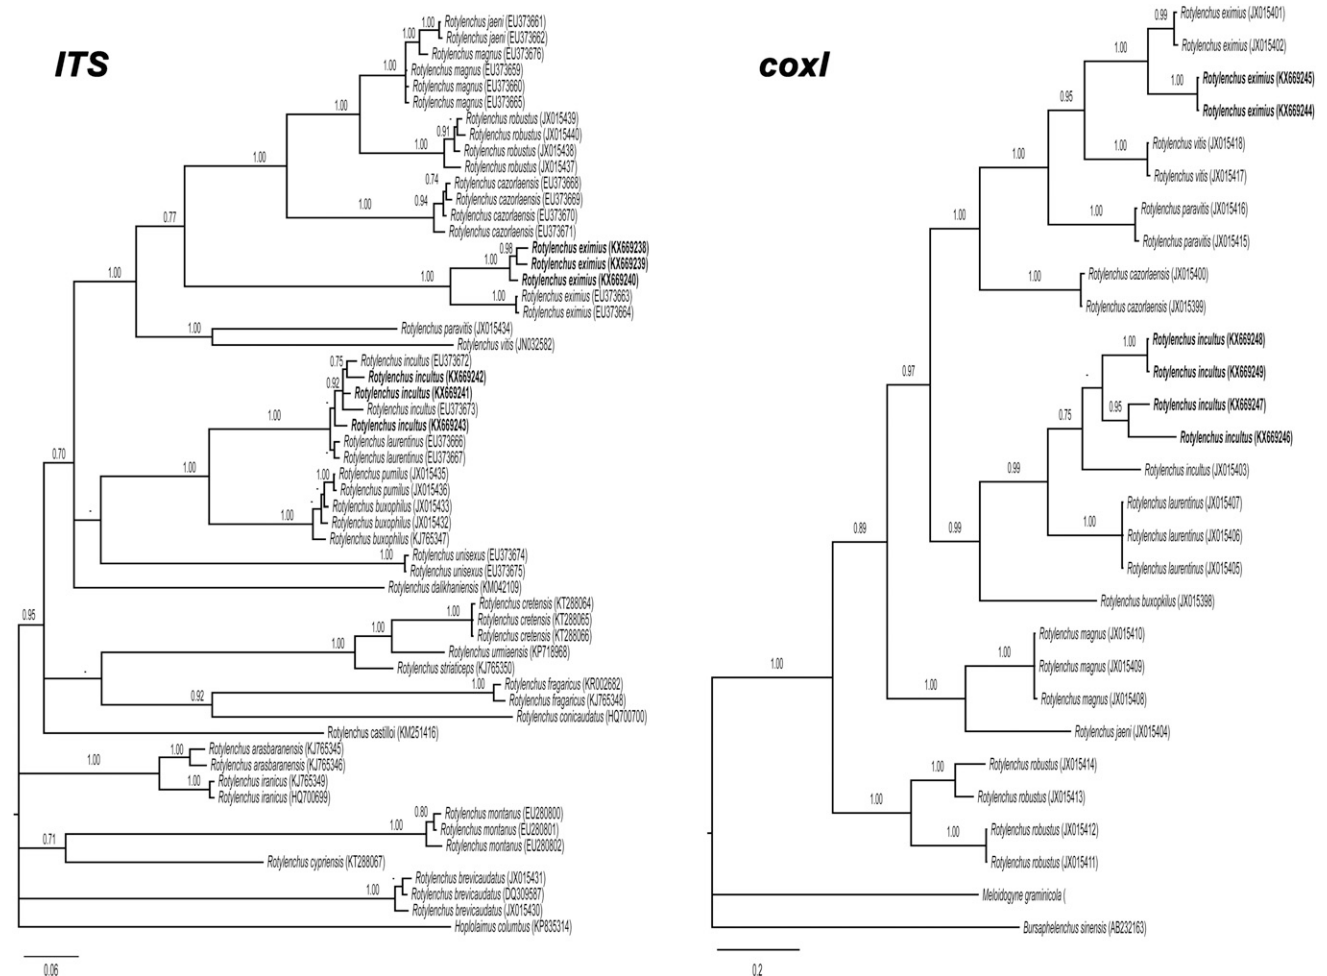 ITS
1.00
Rotylenchus jaeni (EU373661)
Rotylenchus jaeni (EU373662)
1.00
Rotylenchus magnus (EU373676)
1.00
Rotylenchus magnus (EU373659)
Rotylenchus magnus (EU373660)
Rotylenchus magnus (EU373665)
1.00
Rotylenchus robustus (JX015439)
0.91
Rotylenchus robustus (JX015440)
1.00
Rotylenchus robustus (JX015438)
Rotylenchus robustus (JX015437)
1.00
0.74
Rotylenchus cazorlaensis (EU373668)
Rotylenchus cazorlaensis (EU373669)
1.00
0.94
Rotylenchus cazorlaensis (EU373670)
Rotylenchus cazorlaensis (EU373671)
0.77
0.98
Rotylenchus eximius (KX669238)
1.00
Rotylenchus eximius (KX669239)
1.00
Rotylenchus eximius (KX669240)
1.00
Rotylenchus eximius (EU373663)
Rotylenchus eximius (EU373664)
1.00
1.00
Rotylenchus paravitis (JX015434)
Rotylenchus vitis (JN032582)
0.75
Rotylenchus incultus (EU373672)
0.92
Rotylenchus incultus (KX669242)
Rotylenchus incultus (KX669241)
-
Rotylenchus incultus (EU373673)
1.00
Rotylenchus incultus (KX669243)
-
Rotylenchus laurentinus (EU373666)
Rotylenchus laurentinus (EU373667)
0.70
1.00
1.00
Rotylenchus pumilus (JX015435)
-
Rotylenchus pumilus (JX015436)
-
Rotylenchus buxophilus (JX015433)
1.00
Rotylenchus buxophilus (JX015432)
Rotylenchus buxophilus (KJ765347)
-
1.00
Rotylenchus unisexus (EU373674)
Rotylenchus unisexus (EU373675)
Rotylenchus dalikhaniensis (KM042109)
0.95
1.00
Rotylenchus cretensis (KT288064)
Rotylenchus cretensis (KT288065)
1.00
Rotylenchus cretensis (KT288066)
1.00
Rotylenchus urmiaensis (KP718968)
Rotylenchus striaticeps (KJ765350)
-
1.00
Rotylenchus fragaricus (KR002682)
0.92
Rotylenchus fragaricus (KJ765348)
Rotylenchus conicaudatus (HQ700700)
Rotylenchus castilloi (KM251416)
1.00
1.00
Rotylenchus arasbaranensis (KJ765345)
Rotylenchus arasbaranensis (KJ765346)
1.00
Rotylenchus iranicus (KJ765349)
Rotylenchus iranicus (HQ700699)
0.80
Rotylenchus montanus (EU280800)
1.00
Rotylenchus montanus (EU280801)
Rotylenchus montanus (EU280802)
0.71
Rotylenchus cypriensis (KT288067)
-
Rotylenchus brevicaudatus (JX015431)
1.00
Rotylenchus brevicaudatus (DQ309587)
Rotylenchus brevicaudatus (JX015430)
Hoplolaimus columbus (KP835314)
0.06
coxI
0.99
Rotylenchus eximius (JX015401)
Rotylenchus eximius (JX015402)
1.00
1.00
Rotylenchus eximius (KX669245)
Rotylenchus eximius (KX669244)
0.95
1.00
Rotylenchus vitis (JX015418)
Rotylenchus vitis (JX015417)
1.00
1.00
Rotylenchus paravitis (JX015416)
Rotylenchus paravitis (JX015415)
1.00
1.00
Rotylenchus cazorlaensis (JX015400)
Rotylenchus cazorlaensis (JX015399)
0.97
1.00
Rotylenchus incultus (KX669248)
Rotylenchus incultus (KX669249)
-
0.95
Rotylenchus incultus (KX669247)
Rotylenchus incultus (KX669246)
0.75
Rotylenchus incultus (JX015403)
0.99
1.00
Rotylenchus laurentinus (JX015407)
Rotylenchus laurentinus (JX015406)
Rotylenchus laurentinus (JX015405)
0.99
Rotylenchus buxopkilus (JX015398)
0.89
1.00
Rotylenchus magnus (JX015410)
Rotylenchus magnus (JX015409)
Rotylenchus magnus (JX015408)
1.00
Rotylenchus jaeni (JX015404)
1.00
1.00
Rotylenchus robustus (JX015414)
Rotylenchus robustus (JX015413)
1.00
1.00
Rotylenchus robustus (JX015412)
Rotylenchus robustus (JX015411)
Meloidogyne graminicola (
Bursaphelenchus sinensis (AB232163)
0.2